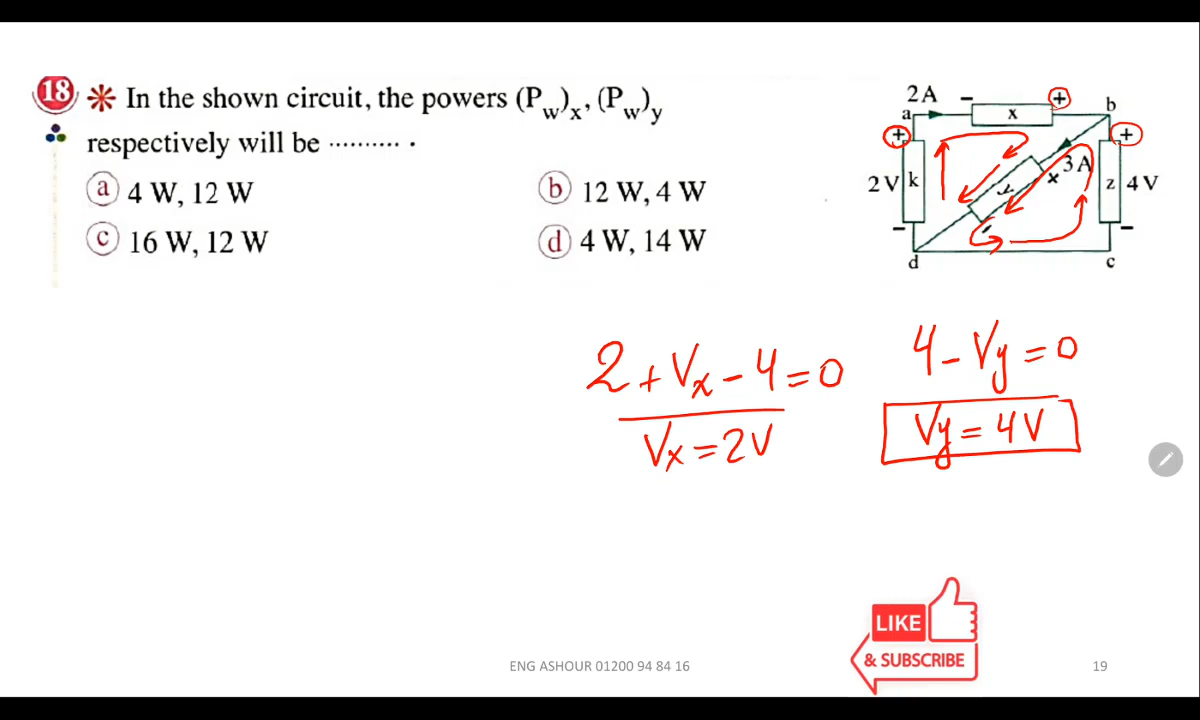 18 * In the shown circuit, the powers (Pw)x, (Pw)y
respectively will be .......... .
a 4 W, 12 W
b 12 W, 4 W
c 16 W, 12 W
d 4 W, 14 W
2 A − x + b
a
+ 3 A +
2 V k y x z 4 V
− − −
d c
2 + Vx − 4 = 0
Vx = 2V
4 − Vy = 0
Vy = 4V
LIKE
& SUBSCRIBE
ENG ASHOUR 01200 94 84 16
19